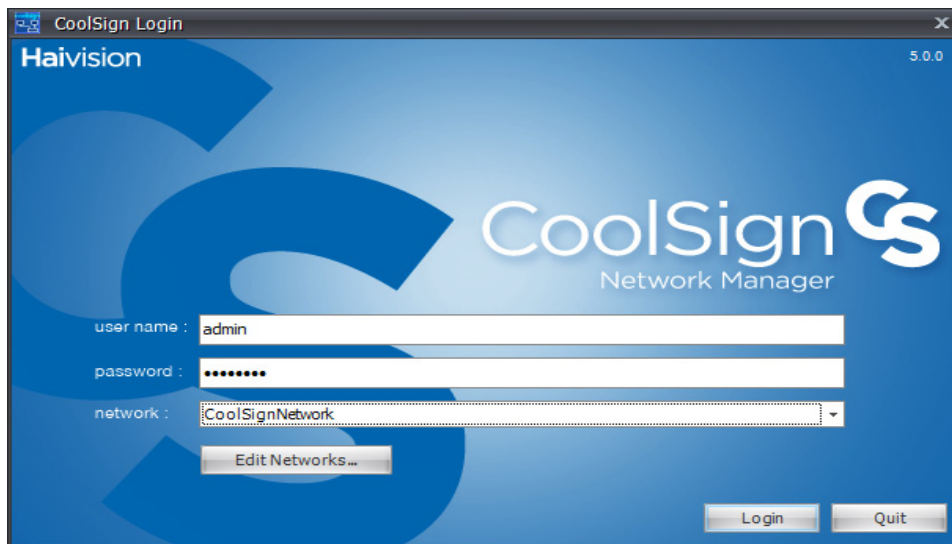 CoolSign Login x
Haivision 5.0.0
CoolSign CS
Network Manager
user name : admin
password : ••••••••
network : CoolSignNetwork
Edit Networks...
Login Quit